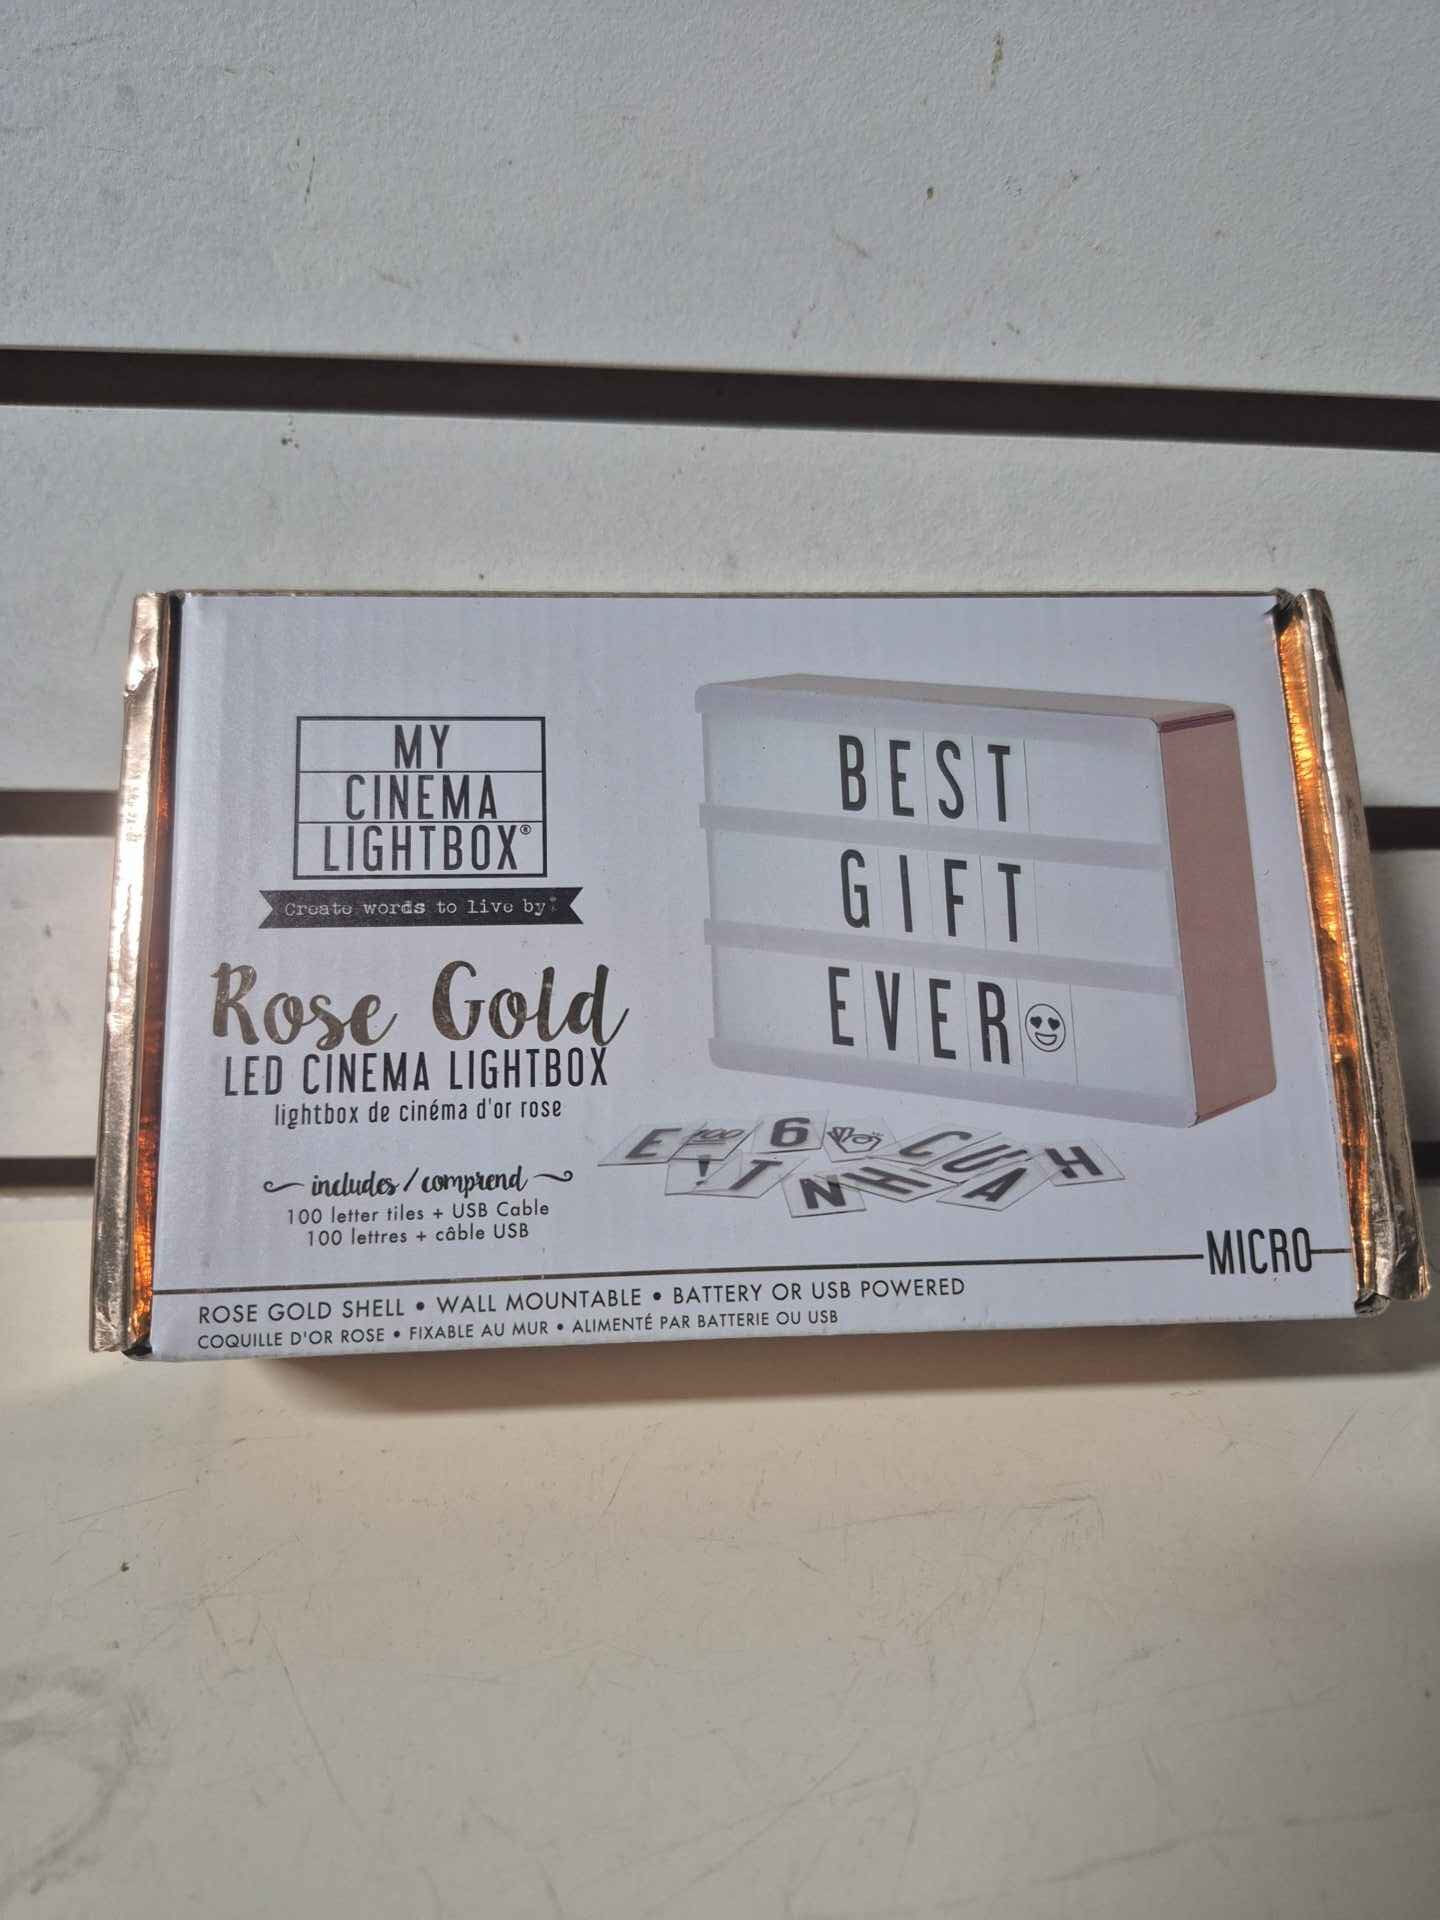 MY
CINEMA
LIGHTBOX®
Create words to live by
Rose Gold
LED CINEMA LIGHTBOX
lightbox de cinéma d'or rose
includes / comprend
100 letter tiles + USB Cable
100 lettres + câble USB
BEST
GIFT
EVER
E 100 6 C U H
! T N H A
MICRO
ROSE GOLD SHELL • WALL MOUNTABLE • BATTERY OR USB POWERED
COQUILLE D'OR ROSE • FIXABLE AU MUR • ALIMENTÉ PAR BATTERIE OU USB